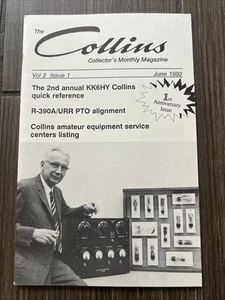 The
Collins
Collector's Monthly Magazine
Vol 2 Issue 1
June 1992
The 2nd annual KK6HY Collins
quick reference
1st
Anniversary
Issue
R-390A/URR PTO alignment
Collins amateur equipment service
centers listing